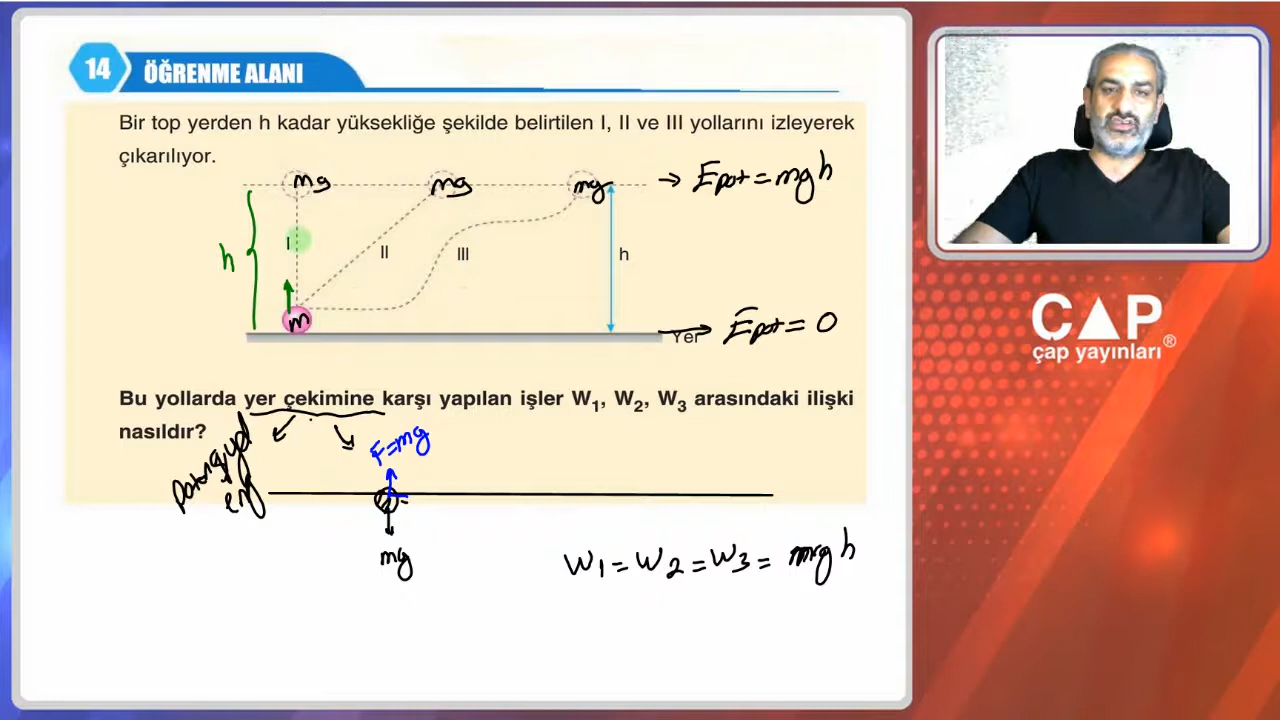 14 ÖĞRENME ALANI
Bir top yerden h kadar yüksekliğe şekilde belirtilen I, II ve III yollarını izleyerek
çıkarılıyor.
mg mg mg → Epot = mgh
h I II III h
m
Yer → Epot = 0
Bu yollarda yer çekimine karşı yapılan işler W1, W2, W3 arasındaki ilişki
nasıldır?
F=mg
mg
W1 = W2 = W3 = mgh
ÇAP®
çap yayınları